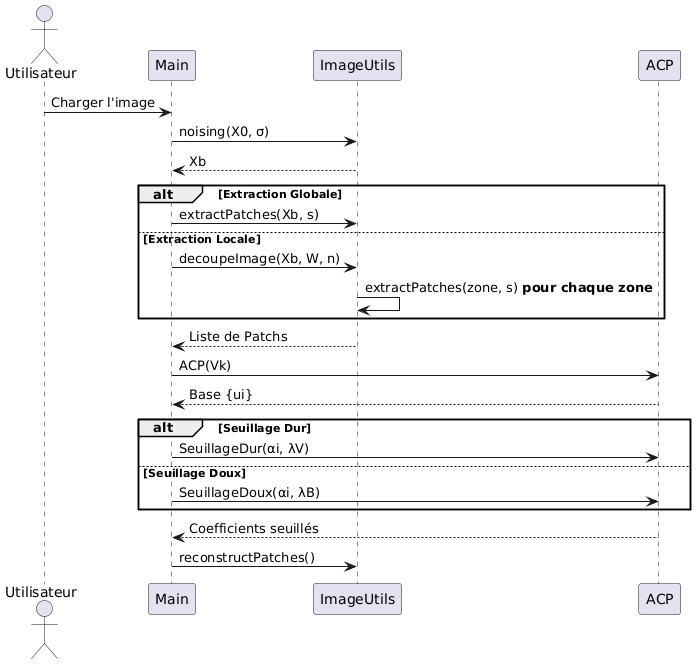 Utilisateur
Main
ImageUtils
ACP
Charger l'image
noising(X0, σ)
Xb
alt [Extraction Globale]
extractPatches(Xb, s)
[Extraction Locale]
decoupeImage(Xb, W, n)
extractPatches(zone, s) pour chaque zone
Liste de Patchs
ACP(Vk)
Base {ui}
alt [Seuillage Dur]
SeuillageDur(αi, λV)
[Seuillage Doux]
SeuillageDoux(αi, λB)
Coefficients seuillés
reconstructPatches()
Utilisateur
Main
ImageUtils
ACP